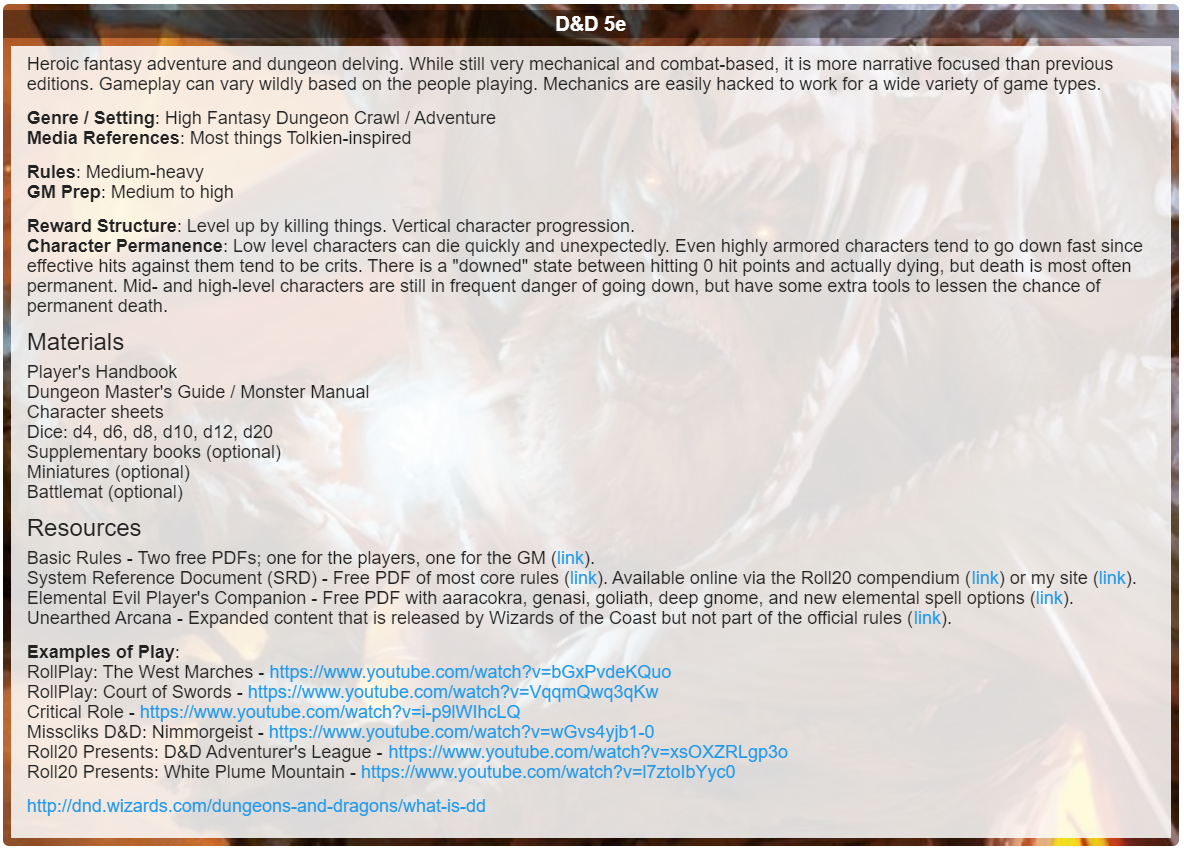 D&D 5e
Heroic fantasy adventure and dungeon delving. While still very mechanical and combat-based, it is more narrative focused than previous
editions. Gameplay can vary wildly based on the people playing. Mechanics are easily hacked to work for a wide variety of game types.
Genre / Setting: High Fantasy Dungeon Crawl / Adventure
Media References: Most things Tolkien-inspired
Rules: Medium-heavy
GM Prep: Medium to high
Reward Structure: Level up by killing things. Vertical character progression.
Character Permanence: Low level characters can die quickly and unexpectedly. Even highly armored characters tend to go down fast since
effective hits against them tend to be crits. There is a "downed" state between hitting 0 hit points and actually dying, but death is most often
permanent. Mid- and high-level characters are still in frequent danger of going down, but have some extra tools to lessen the chance of
permanent death.
Materials
Player's Handbook
Dungeon Master's Guide / Monster Manual
Character sheets
Dice: d4, d6, d8, d10, d12, d20
Supplementary books (optional)
Miniatures (optional)
Battlemat (optional)
Resources
Basic Rules - Two free PDFs; one for the players, one for the GM (link).
System Reference Document (SRD) - Free PDF of most core rules (link). Available online via the Roll20 compendium (link) or my site (link).
Elemental Evil Player's Companion - Free PDF with aaracokra, genasi, goliath, deep gnome, and new elemental spell options (link).
Unearthed Arcana - Expanded content that is released by Wizards of the Coast but not part of the official rules (link).
Examples of Play:
RollPlay: The West Marches - https://www.youtube.com/watch?v=bGxPvdeKQuo
RollPlay: Court of Swords - https://www.youtube.com/watch?v=VqqmQwq3qKw
Critical Role - https://www.youtube.com/watch?v=i-p9lWIhcLQ
Misscliks D&D: Nimmorgeist - https://www.youtube.com/watch?v=wGvs4yjb1-0
Roll20 Presents: D&D Adventurer's League - https://www.youtube.com/watch?v=xsOXZRLgp3o
Roll20 Presents: White Plume Mountain - https://www.youtube.com/watch?v=l7ztoIbYyc0
http://dnd.wizards.com/dungeons-and-dragons/what-is-dd